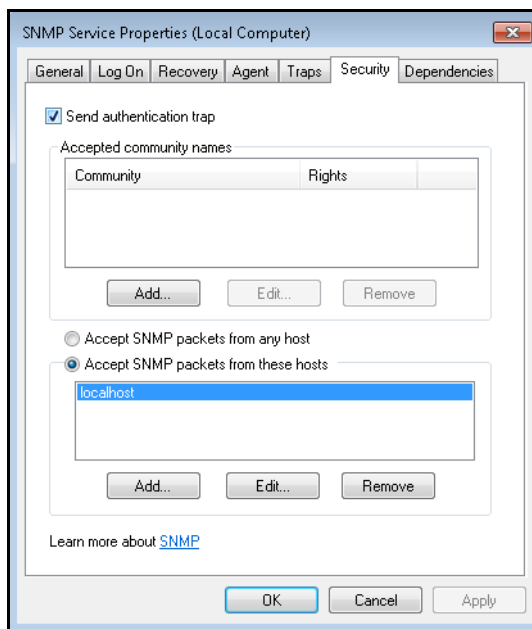 SNMP Service Properties (Local Computer)
General Log On Recovery Agent Traps Security Dependencies
Send authentication trap
Accepted community names
Community Rights
Add... Edit... Remove
Accept SNMP packets from any host
Accept SNMP packets from these hosts
localhost
Add... Edit... Remove
Learn more about SNMP
OK Cancel Apply